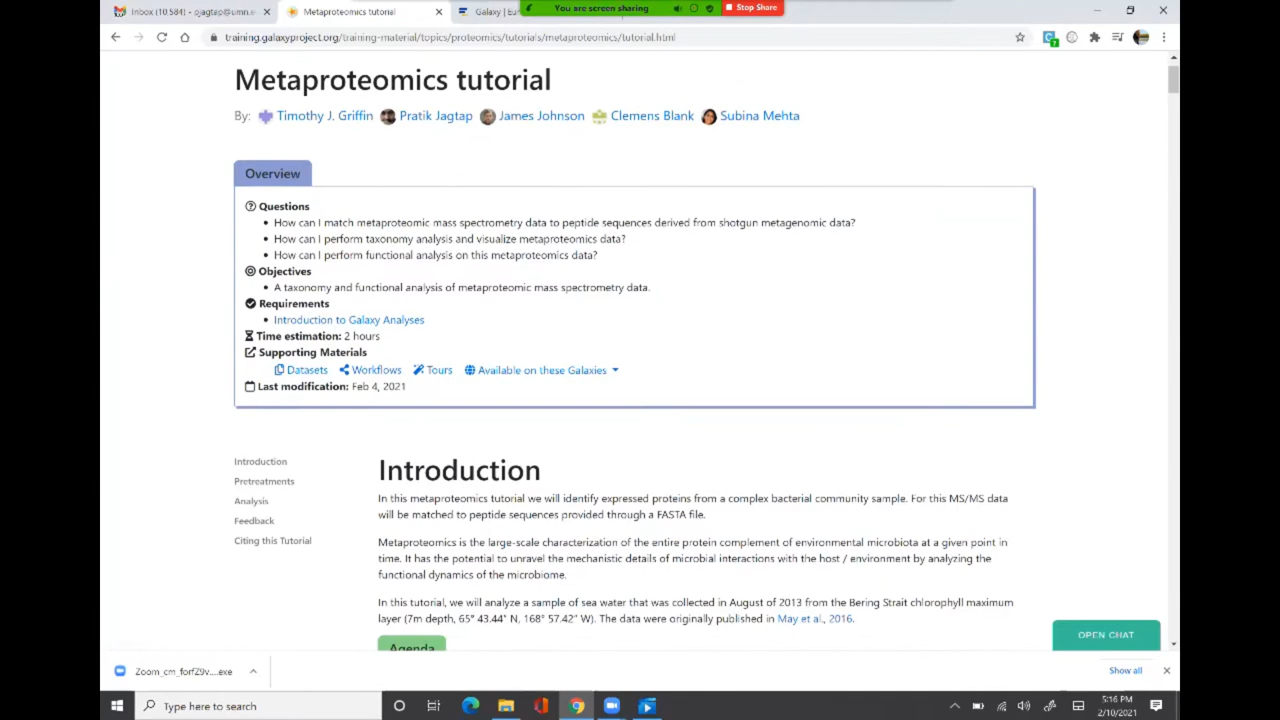 Inbox (10,584) - pjagtap@umn.e
Metaproteomics tutorial
Galaxy | Eu
You are screen sharing
Stop Share
training.galaxyproject.org/training-material/topics/proteomics/tutorials/metaproteomics/tutorial.html
7
Metaproteomics tutorial
By: Timothy J. Griffin Pratik Jagtap James Johnson Clemens Blank Subina Mehta
Overview
Questions
• How can I match metaproteomic mass spectrometry data to peptide sequences derived from shotgun metagenomic data?
• How can I perform taxonomy analysis and visualize metaproteomics data?
• How can I perform functional analysis on this metaproteomics data?
Objectives
• A taxonomy and functional analysis of metaproteomic mass spectrometry data.
Requirements
• Introduction to Galaxy Analyses
Time estimation: 2 hours
Supporting Materials
Datasets Workflows Tours Available on these Galaxies
Last modification: Feb 4, 2021
Introduction
Pretreatments
Analysis
Feedback
Citing this Tutorial
Introduction
In this metaproteomics tutorial we will identify expressed proteins from a complex bacterial community sample. For this MS/MS data
will be matched to peptide sequences provided through a FASTA file.
Metaproteomics is the large-scale characterization of the entire protein complement of environmental microbiota at a given point in
time. It has the potential to unravel the mechanistic details of microbial interactions with the host / environment by analyzing the
functional dynamics of the microbiome.
In this tutorial, we will analyze a sample of sea water that was collected in August of 2013 from the Bering Strait chlorophyll maximum
layer (7m depth, 65° 43.44″ N, 168° 57.42″ W). The data were originally published in May et al., 2016.
Agenda
OPEN CHAT
Zoom_cm_forfZ9v....exe
Show all
Type here to search
5:16 PM
2/10/2021